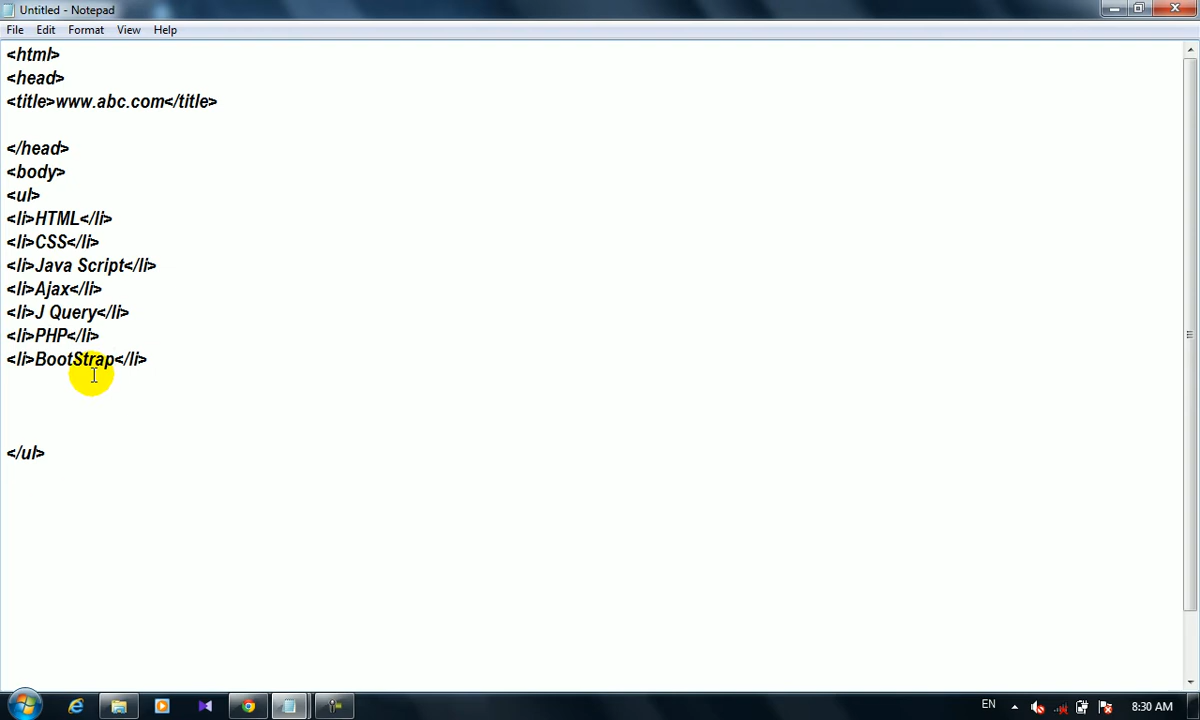 Untitled - Notepad
File Edit Format View Help
<html>
<head>
<title>www.abc.com</title>
</head>
<body>
<ul>
<li>HTML</li>
<li>CSS</li>
<li>Java Script</li>
<li>Ajax</li>
<li>J Query</li>
<li>PHP</li>
<li>BootStrap</li>
</ul>
EN 8:30 AM